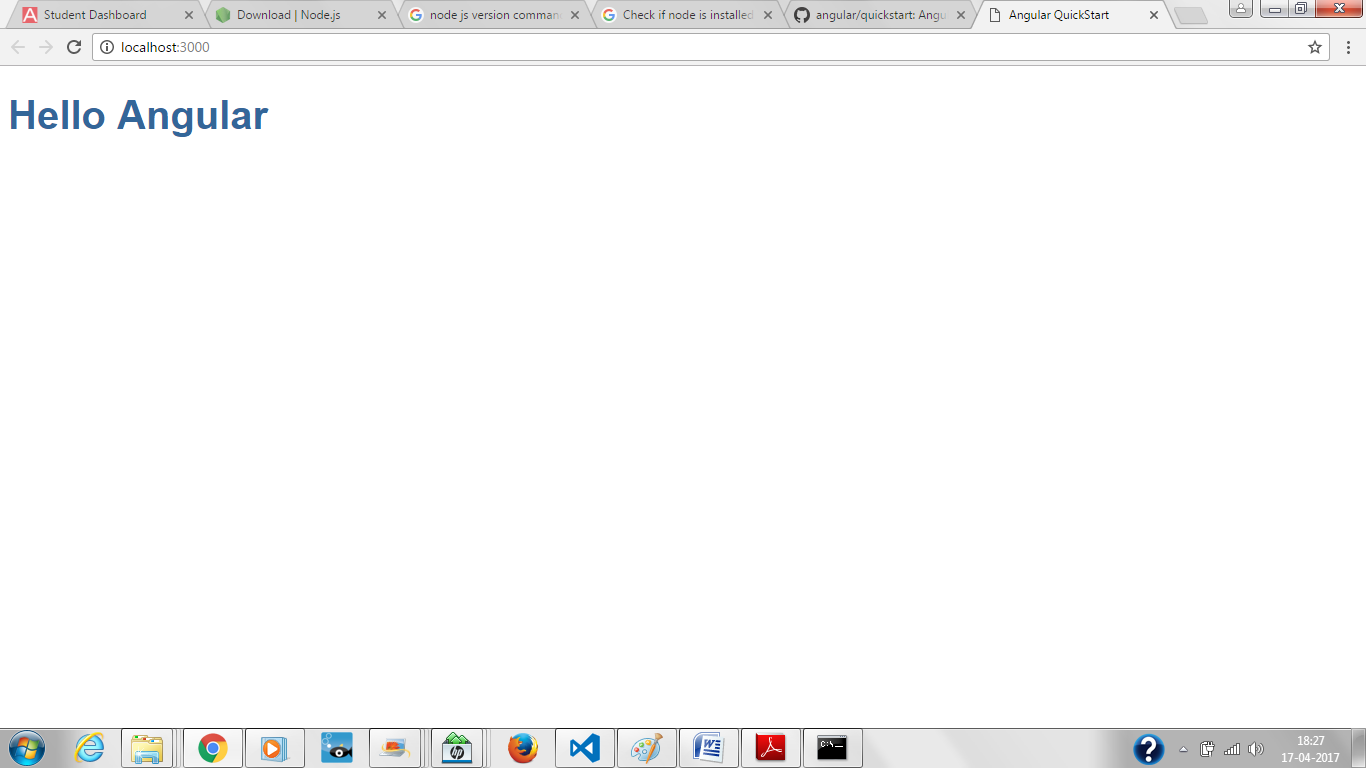 Student Dashboard
Download | Node.js
node js version comman
Check if node is installed
angular/quickstart: Angu
Angular QuickStart
localhost:3000
Hello Angular
18:27
17-04-2017